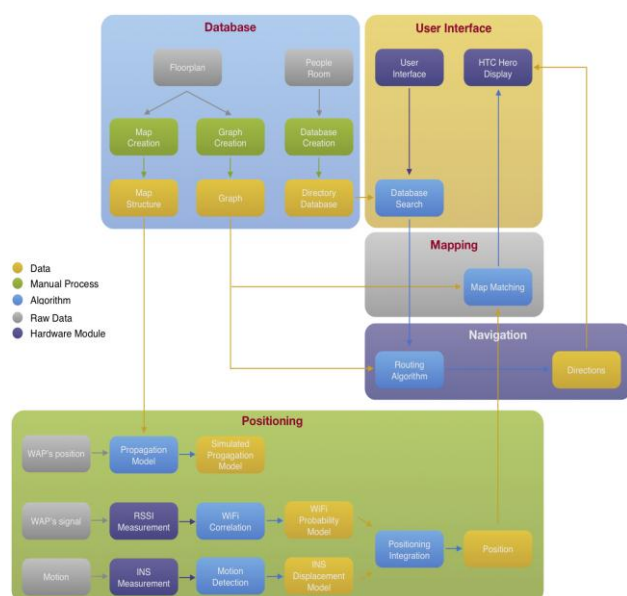 Database
User Interface
Floorplan
People
Room
User
Interface
HTC Hero
Display
Map
Creation
Graph
Creation
Database
Creation
Map
Structure
Graph
Directory
Database
Database
Search
Mapping
Map Matching
Data
Manual Process
Algorithm
Raw Data
Hardware Module
Navigation
Routing
Algorithm
Directions
Positioning
WAP's position
Propagation
Model
Simulated
Propagation
Model
WAP's signal
RSSI
Measurement
WiFi
Correlation
WiFi
Probability
Model
Positioning
Integration
Position
Motion
INS
Measurement
Motion
Detection
INS
Displacement
Model